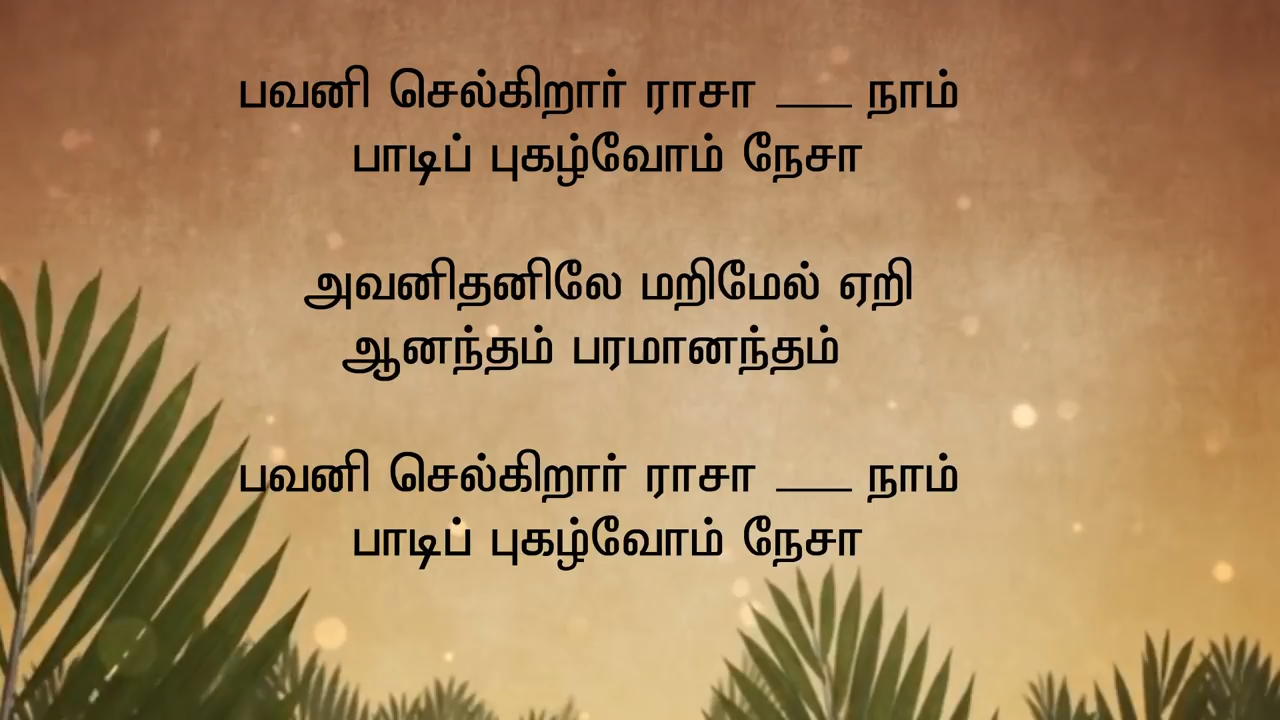 பவனி செல்கிறார் ராசா ___ நாம்
பாடிப் புகழ்வோம் நேசா
அவனிதனிலே மறிமேல் ஏறி
ஆனந்தம் பரமானந்தம்
பவனி செல்கிறார் ராசா ___ நாம்
பாடிப் புகழ்வோம் நேசா